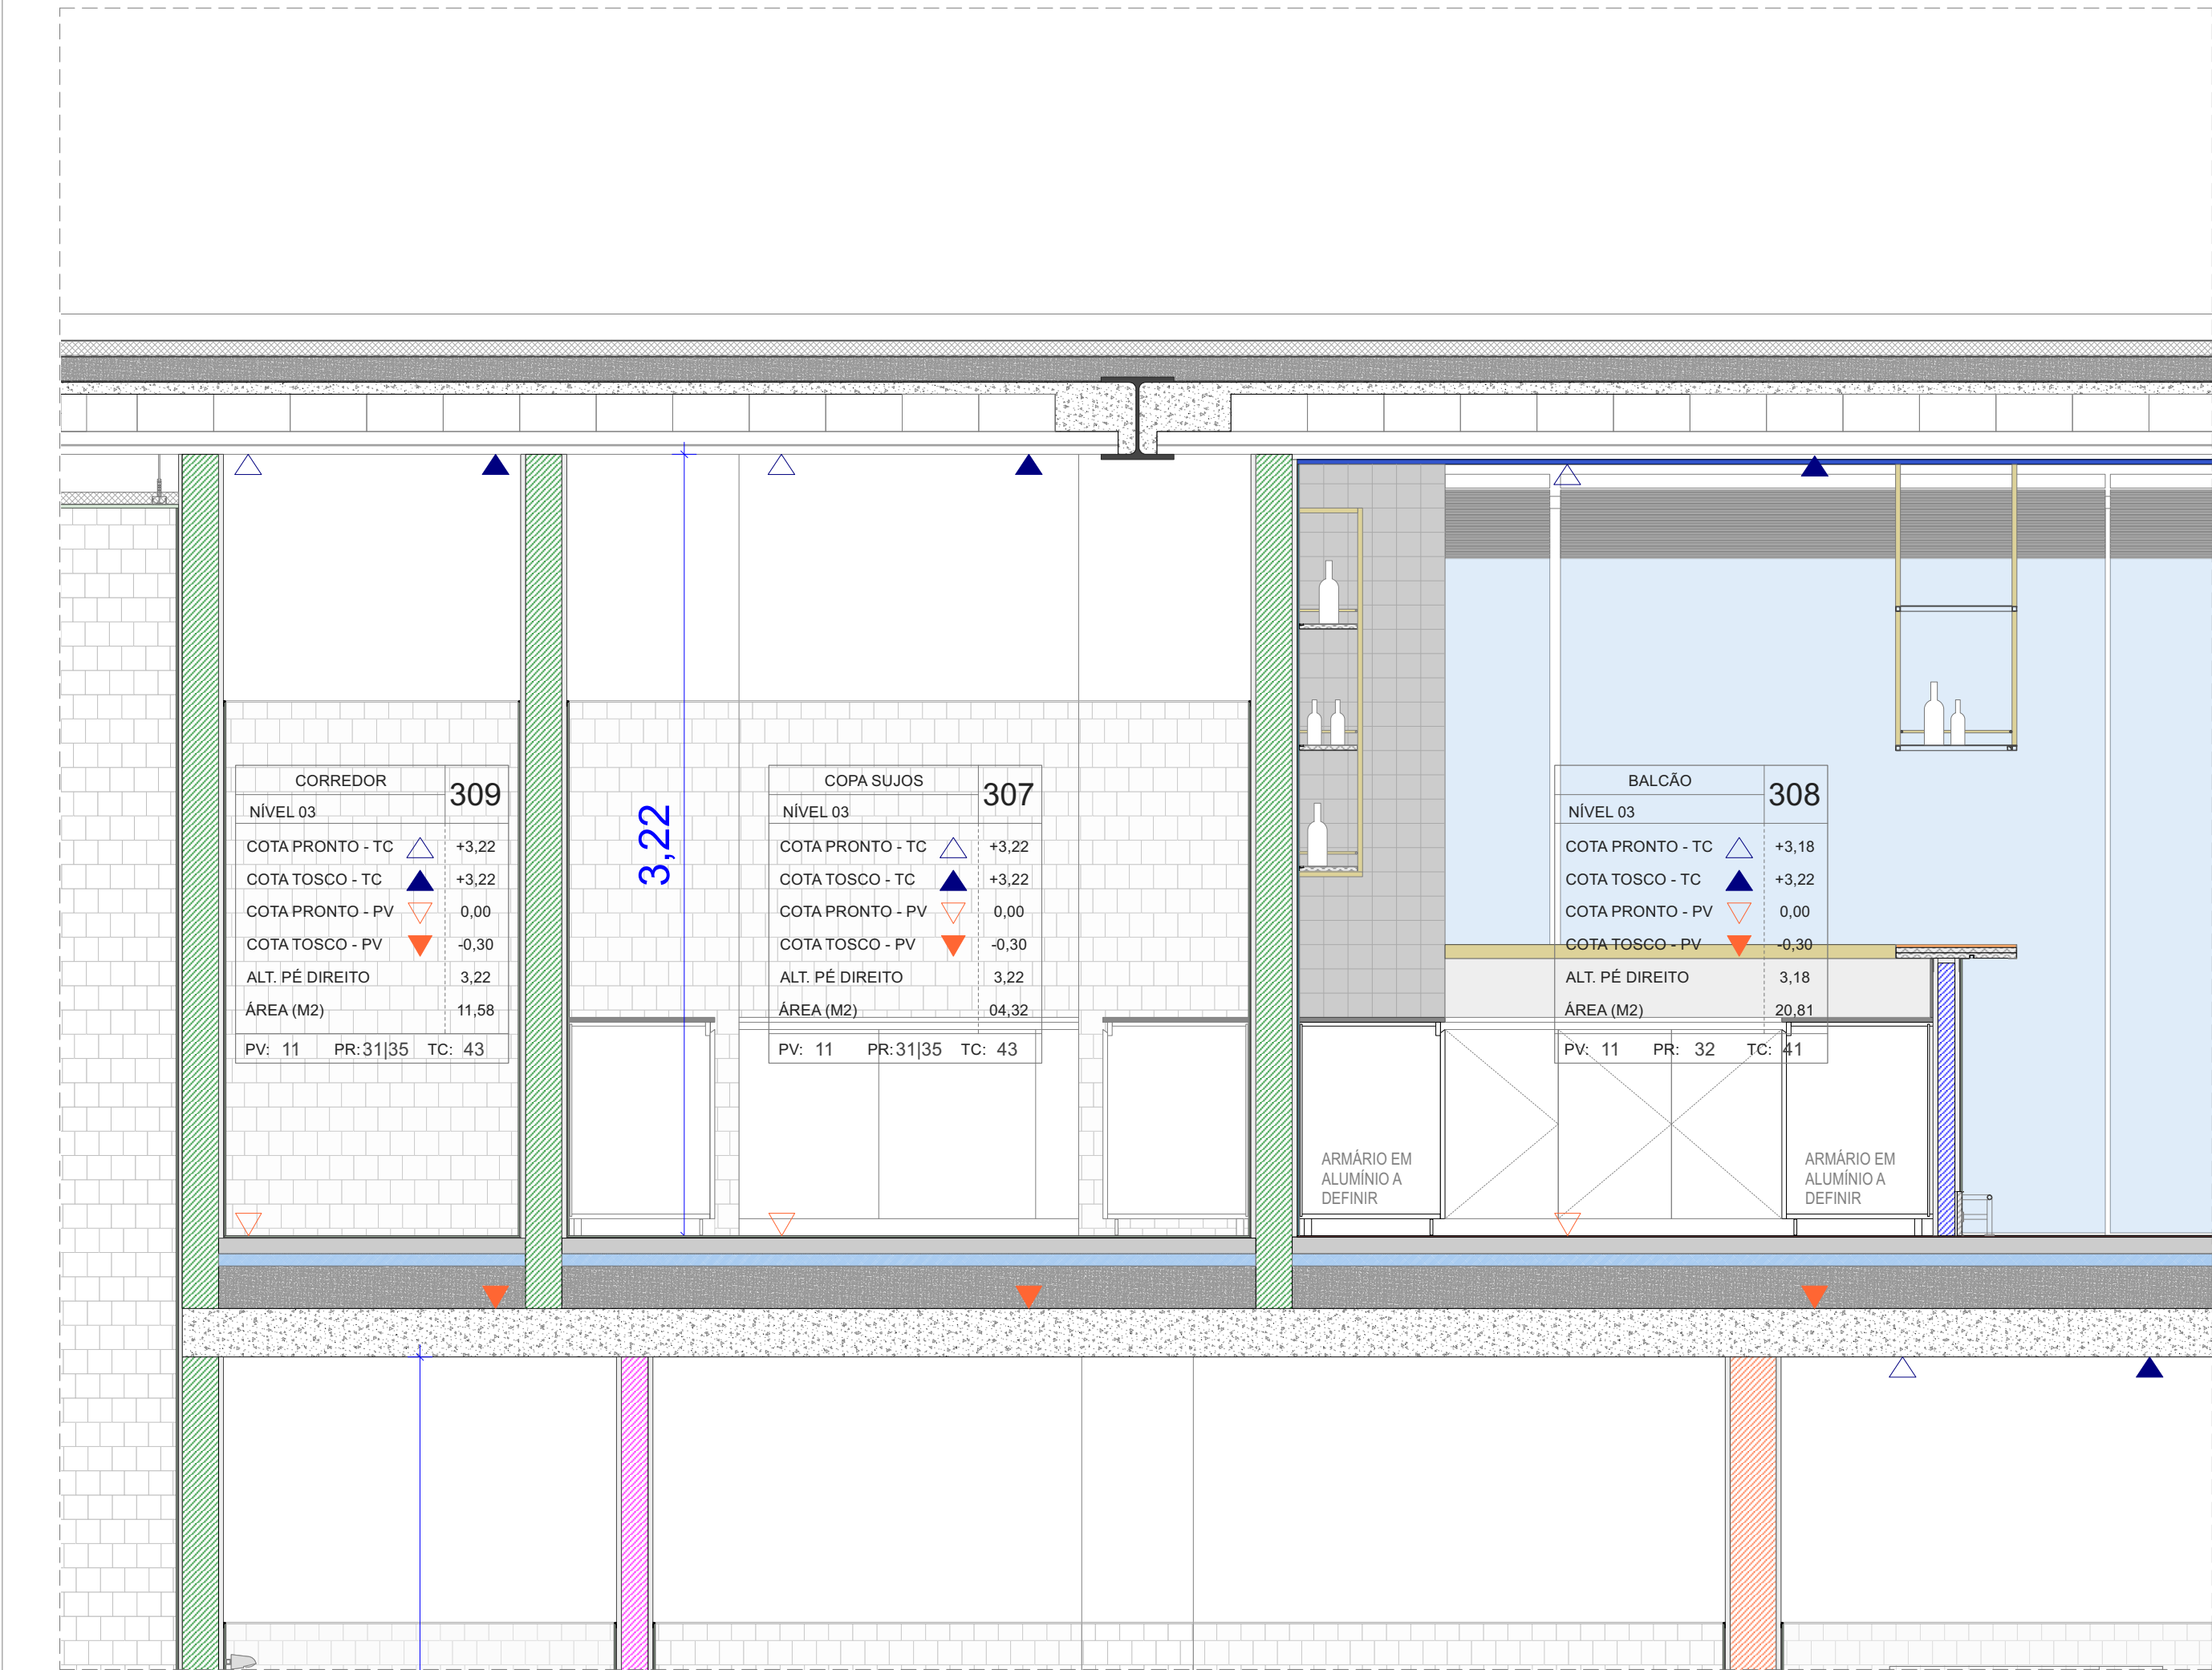 CORREDOR 309
NÍVEL 03
COTA PRONTO - TC +3,22
COTA TOSCO - TC +3,22
COTA PRONTO - PV 0,00
COTA TOSCO - PV -0,30
ALT. PÉ DIREITO 3,22
ÁREA (M2) 11,58
PV: 11 PR: 31|35 TC: 43
3,22
COPA SUJOS 307
NÍVEL 03
COTA PRONTO - TC +3,22
COTA TOSCO - TC +3,22
COTA PRONTO - PV 0,00
COTA TOSCO - PV -0,30
ALT. PÉ DIREITO 3,22
ÁREA (M2) 04,32
PV: 11 PR: 31|35 TC: 43
BALCÃO 308
NÍVEL 03
COTA PRONTO - TC +3,18
COTA TOSCO - TC +3,22
COTA PRONTO - PV 0,00
COTA TOSCO - PV -0,30
ALT. PÉ DIREITO 3,18
ÁREA (M2) 20,81
PV: 11 PR: 32 TC: 41
ARMÁRIO EM
ALUMÍNIO A
DEFINIR
ARMÁRIO EM
ALUMÍNIO A
DEFINIR